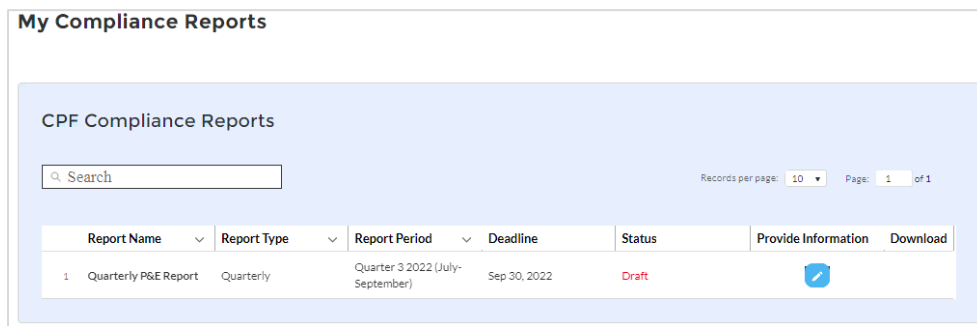 My Compliance Reports
CPF Compliance Reports
Search
Records per page: 10 Page: 1 of 1
Report Name Report Type Report Period Deadline Status Provide Information Download
1 Quarterly P&E Report Quarterly Quarter 3 2022 (July-
September) Sep 30, 2022 Draft